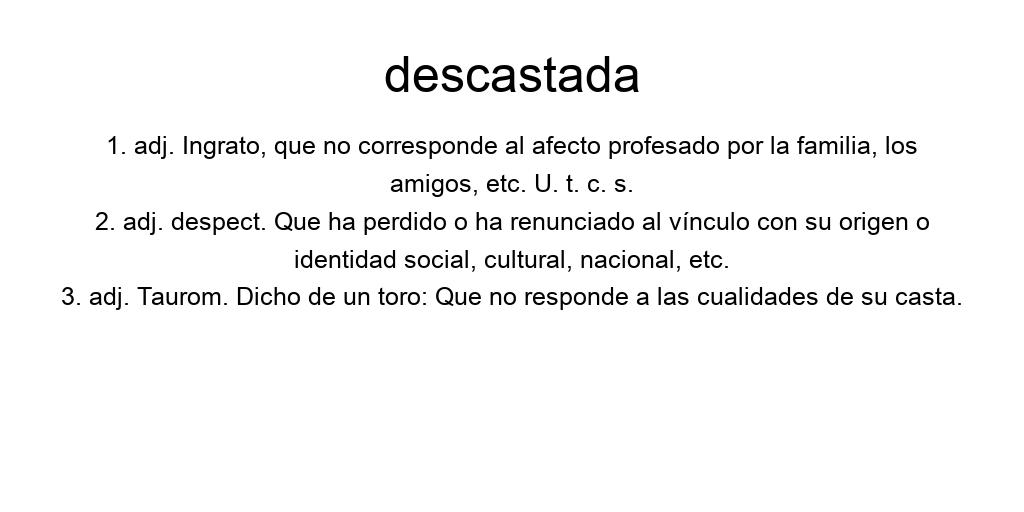 descastada
1. adj. Ingrato, que no corresponde al afecto profesado por la familia, los
amigos, etc. U. t. c. s.
2. adj. despect. Que ha perdido o ha renunciado al vínculo con su origen o
identidad social, cultural, nacional, etc.
3. adj. Taurom. Dicho de un toro: Que no responde a las cualidades de su casta.